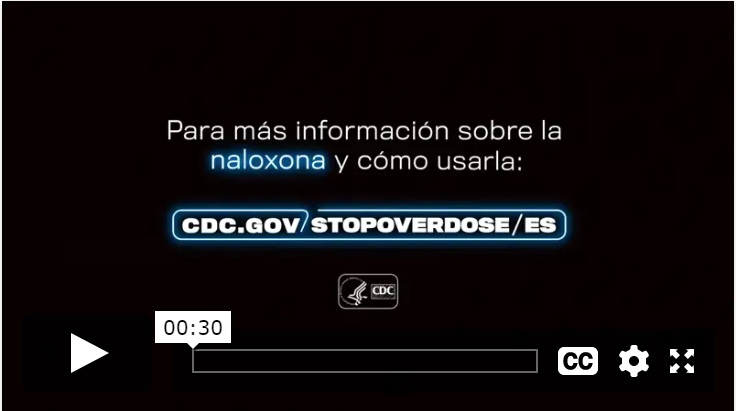 Para más información sobre la
naloxona y cómo usarla:
CDC.GOV/STOPOVERDOSE/ES
CDC
00:30
CC